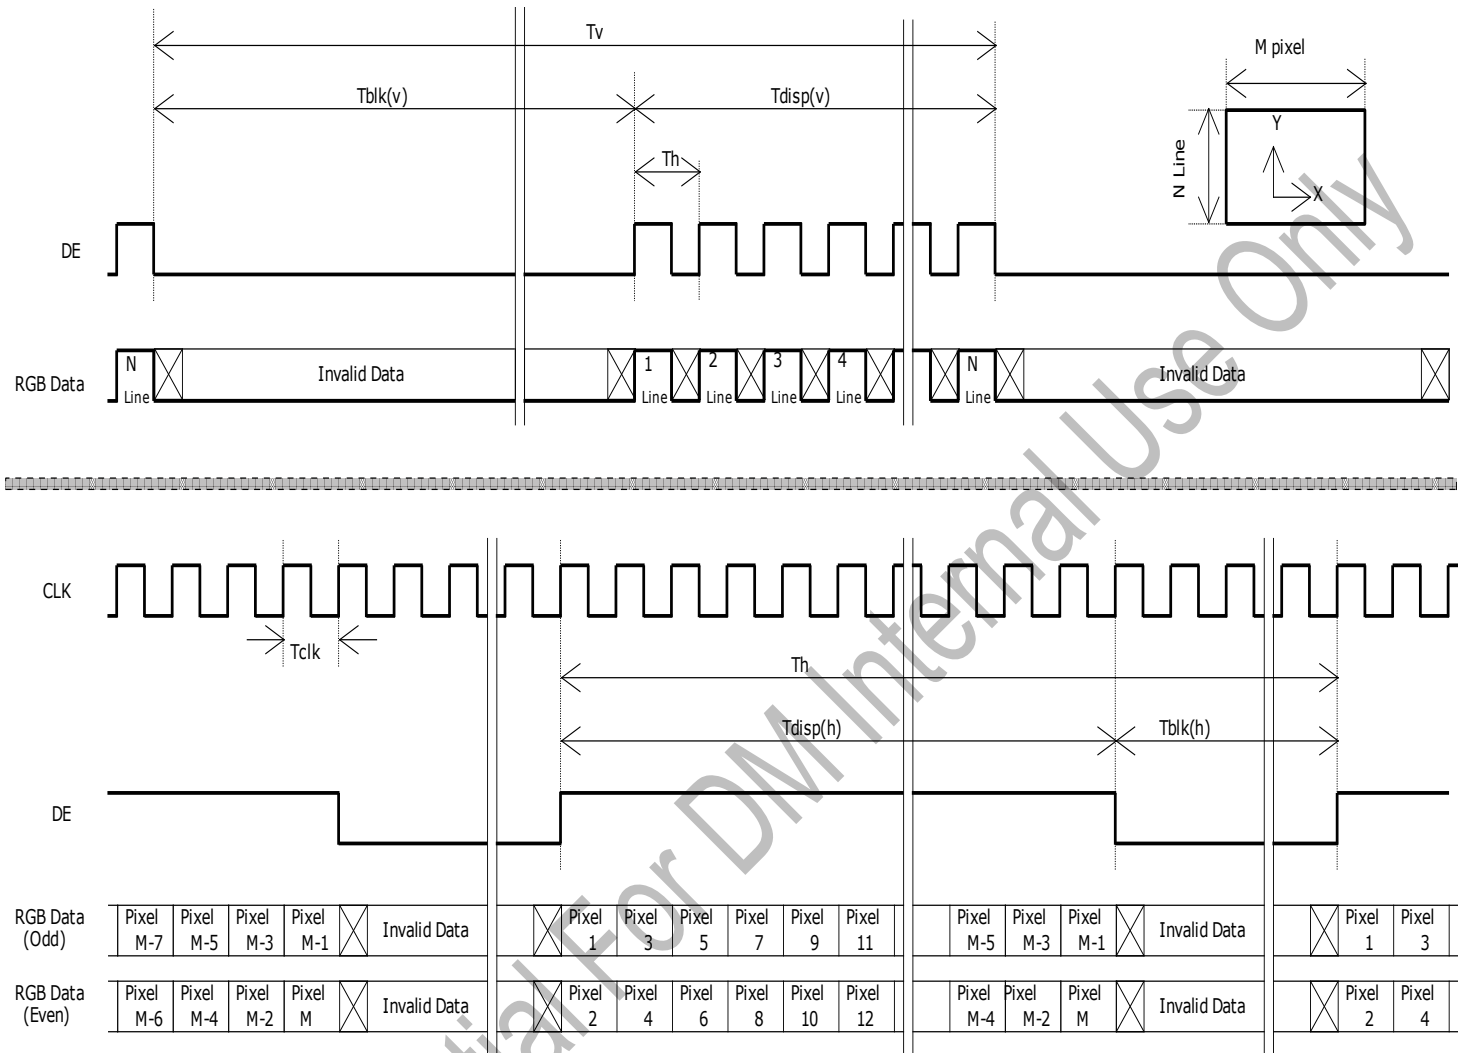 Tv
M pixel
Tblk(v)
Tdisp(v)
Th
Y
X
N Line
DE
RGB Data
N
Line
Invalid Data
1
Line
2
Line
3
Line
4
Line
N
Line
Invalid Data
CLK
Tclk
Th
Tdisp(h)
Tblk(h)
DE
RGB Data
(Odd)
Pixel
M-7
Pixel
M-5
Pixel
M-3
Pixel
M-1
Invalid Data
Pixel
1
Pixel
3
Pixel
5
Pixel
7
Pixel
9
Pixel
11
Pixel
M-5
Pixel
M-3
Pixel
M-1
Invalid Data
Pixel
1
Pixel
3
RGB Data
(Even)
Pixel
M-6
Pixel
M-4
Pixel
M-2
Pixel
M
Invalid Data
Pixel
2
Pixel
4
Pixel
6
Pixel
8
Pixel
10
Pixel
12
Pixel
M-4
Pixel
M-2
Pixel
M
Invalid Data
Pixel
2
Pixel
4
For DM Internal Use Only